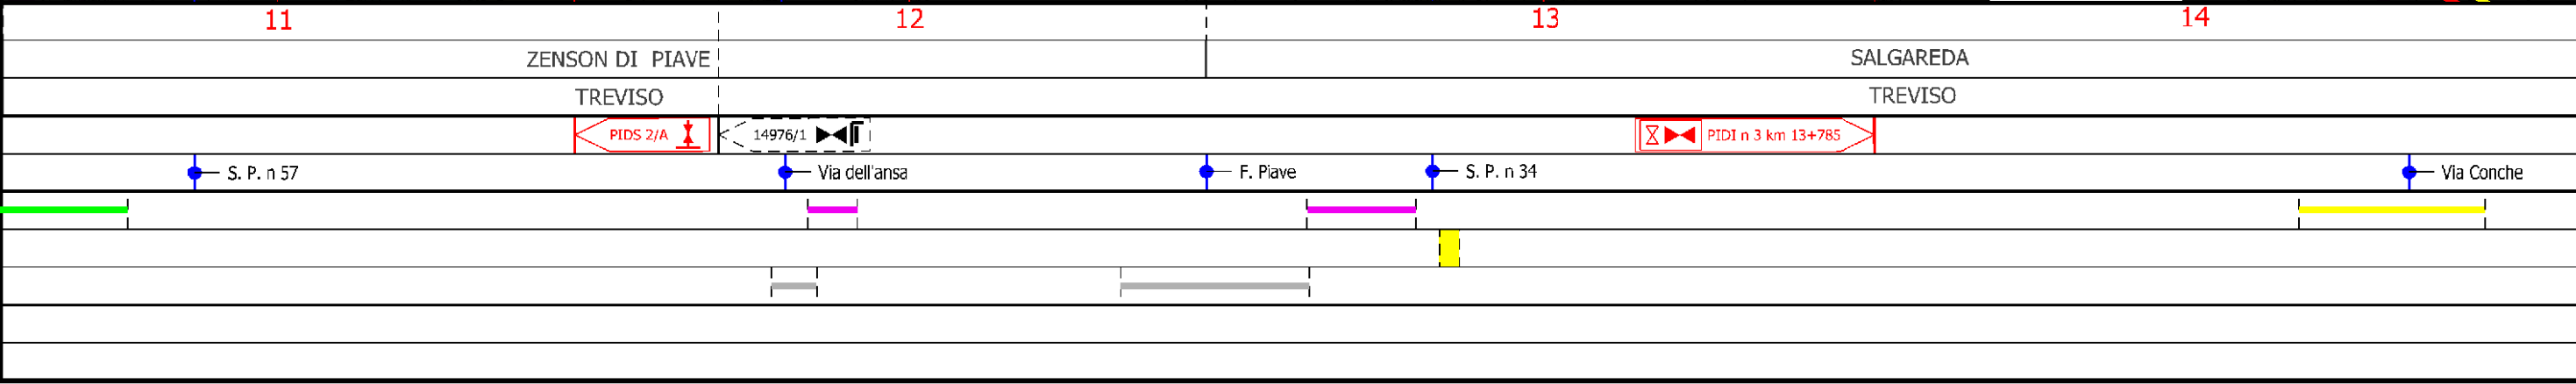 11 12 13 14
ZENSON DI PIAVE SALGAREDA
TREVISO TREVISO
PIDS 2/A 14976/1 PIDI n 3 km 13+785
S. P. n 57 Via dell'ansa F. Piave S. P. n 34 Via Conche